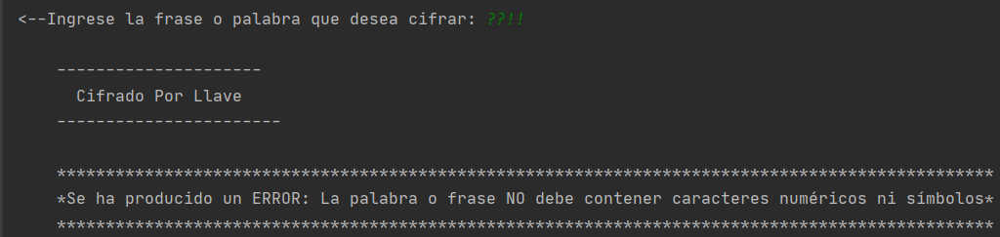 <--Ingrese la frase o palabra que desea cifrar: ??!!
---------------------
Cifrado Por Llave
-----------------------
************************************************************************************************
*Se ha producido un ERROR: La palabra o frase NO debe contener caracteres numéricos ni símbolos*
************************************************************************************************